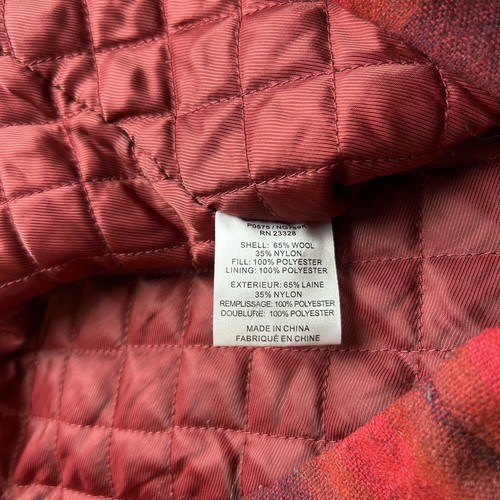 RN 23328
SHELL: 65% WOOL
35% NYLON
FILL: 100% POLYESTER
LINING: 100% POLYESTER
EXTERIEUR: 65% LAINE
35% NYLON
REMPLISSAGE: 100% POLYESTER
DOUBLURE: 100% POLYESTER
MADE IN CHINA
FABRIQUÉ EN CHINE